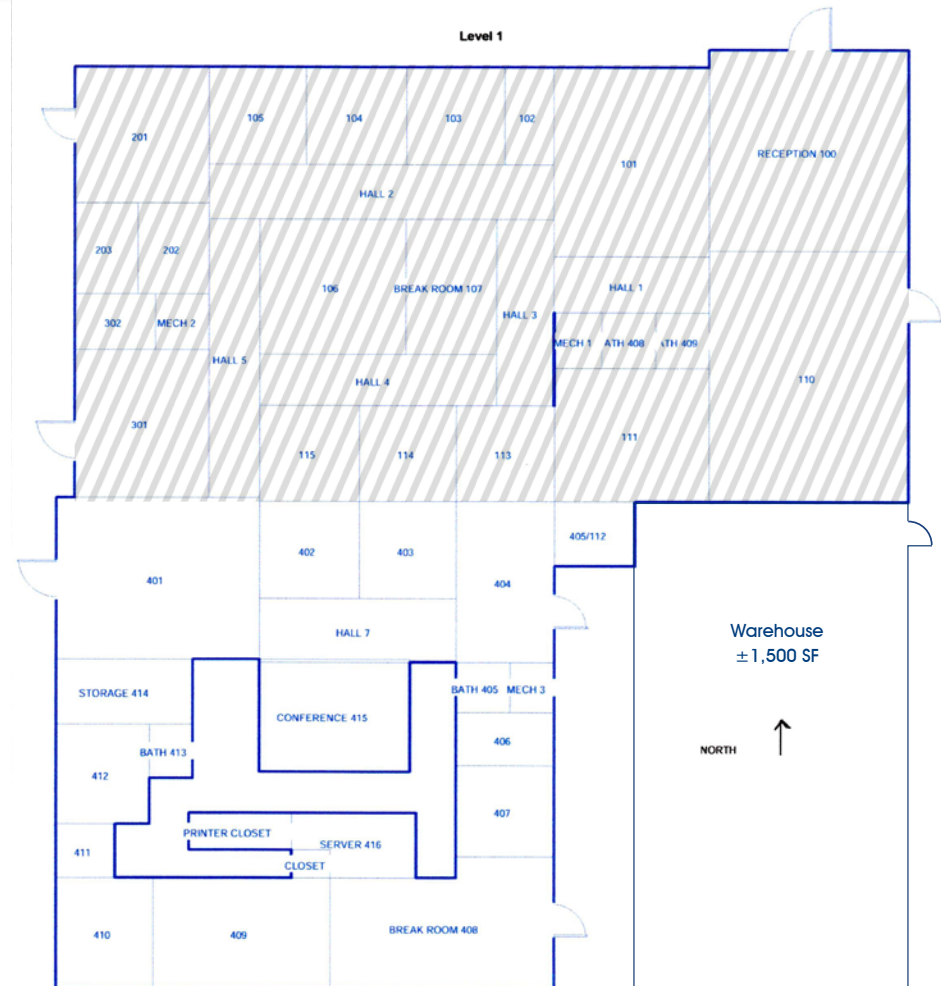 Level 1
105
104
103
102
201
101
RECEPTION 100
HALL 2
203
202
106
BREAK ROOM 107
HALL 1
302
MECH 2
HALL 3
MECH 1
ATH 408
ATH 409
HALL 5
HALL 4
110
301
115
114
113
111
402
403
405/112
401
404
HALL 7
Warehouse
±1,500 SF
STORAGE 414
BATH 405
MECH 3
CONFERENCE 415
NORTH
406
BATH 413
412
407
PRINTER CLOSET
SERVER 416
411
CLOSET
410
409
BREAK ROOM 408